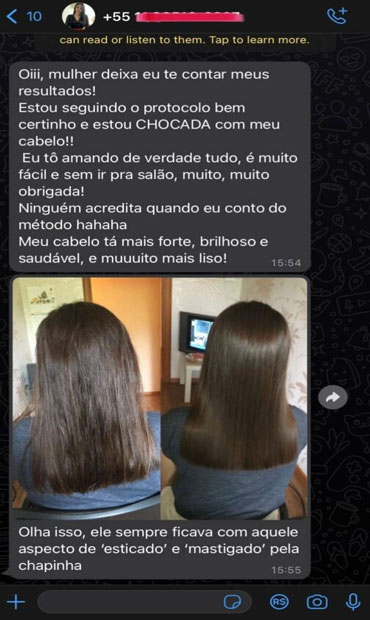 10
+55 1
can read or listen to them. Tap to learn more.
Oiii, mulher deixa eu te contar meus
resultados!
Estou seguindo o protocolo bem
certinho e estou CHOCADA com meu
cabelo!!
Eu tô amando de verdade tudo, é muito
fácil e sem ir pra salão, muito, muito
obrigada!
Ninguém acredita quando eu conto do
método hahaha
Meu cabelo tá mais forte, brilhoso e
saudável, e muuuito mais liso!
15:54
Olha isso, ele sempre ficava com aquele
aspecto de ‘esticado’ e ‘mastigado’ pela
chapinha
15:55
R$